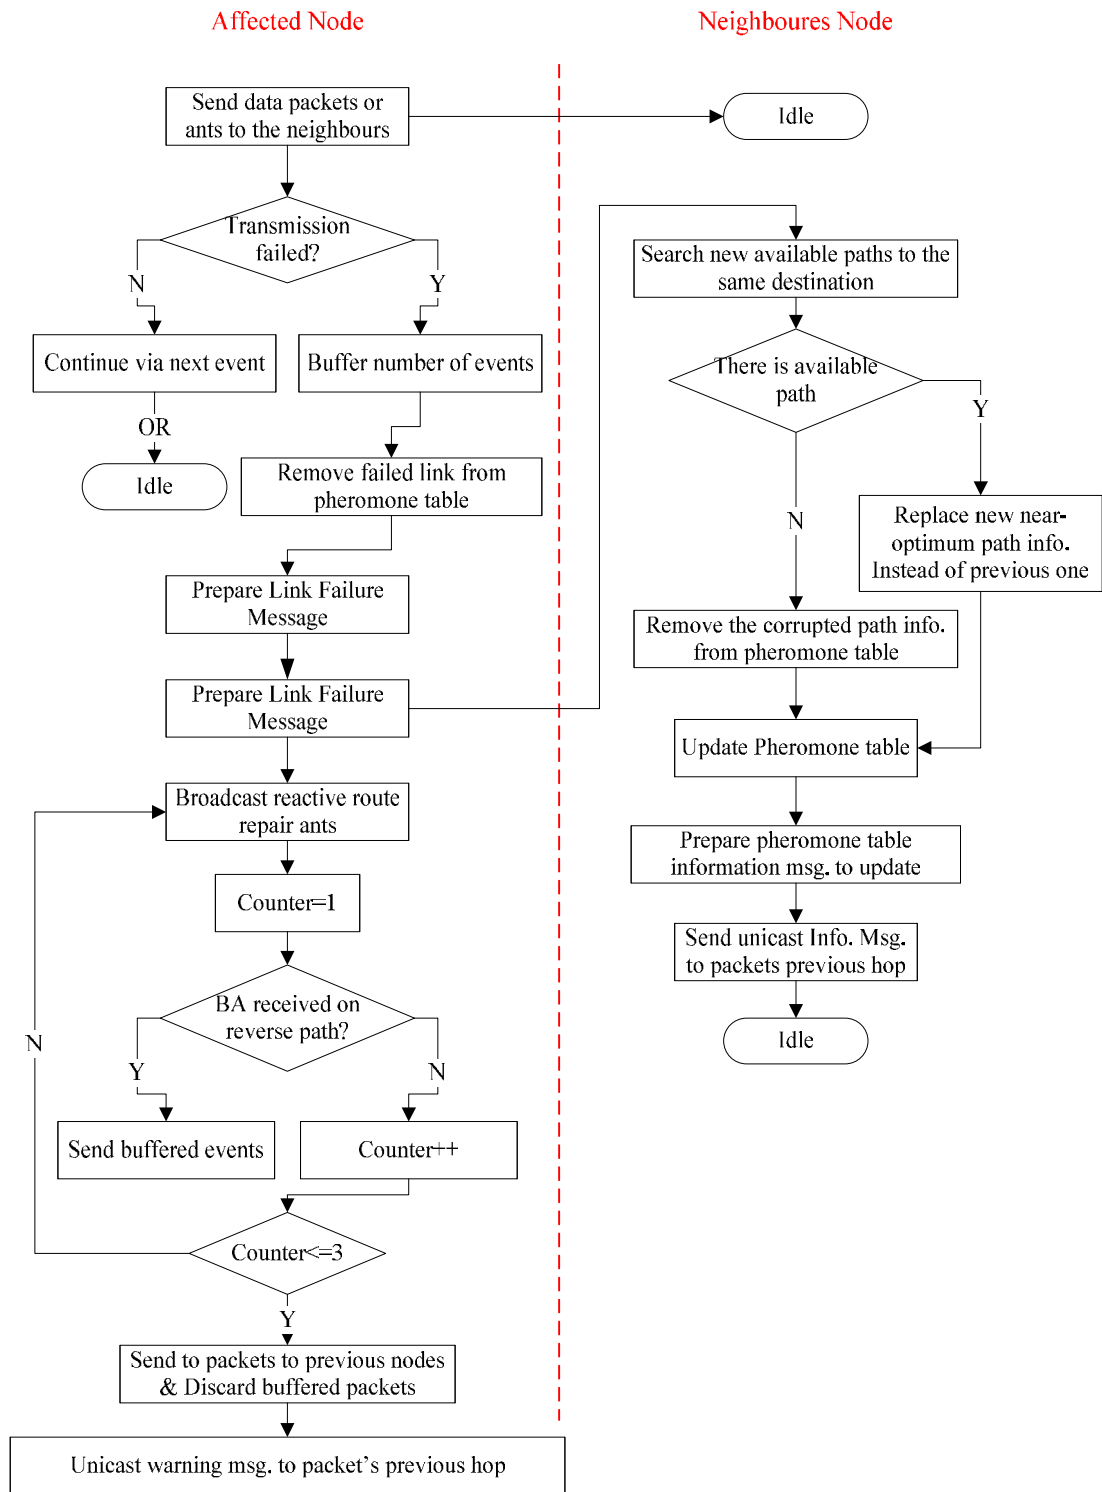 Affected Node
Neighboures Node
Send data packets or
ants to the neighbours
Idle
Transmission
failed?
N
Y
Continue via next event
Buffer number of events
OR
Idle
Remove failed link from
pheromone table
Prepare Link Failure
Message
Prepare Link Failure
Message
Broadcast reactive route
repair ants
Counter=1
BA received on
reverse path?
Y
N
N
Send buffered events
Counter++
Counter<=3
Y
Send to packets to previous nodes
& Discard buffered packets
Unicast warning msg. to packet's previous hop
Search new available paths to the
same destination
There is available
path
Y
N
Replace new near-
optimum path info.
Instead of previous one
Remove the corrupted path info.
from pheromone table
Update Pheromone table
Prepare pheromone table
information msg. to update
Send unicast Info. Msg.
to packets previous hop
Idle